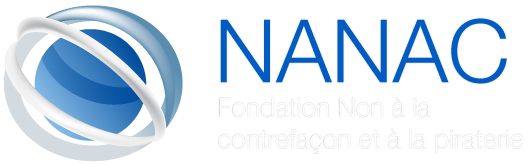 NANAC
Fondation Non à la
contrefaçon et à la piraterie